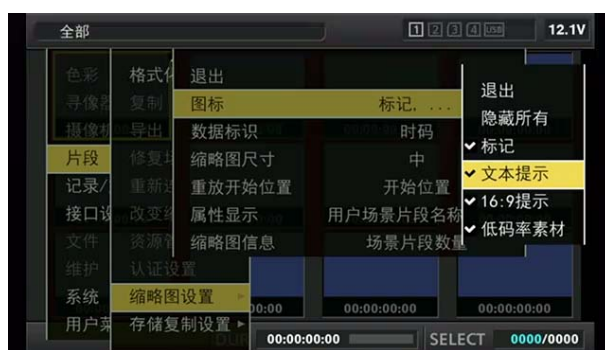 全部 1 2 3 4 USB 12.1V
色彩
寻像器
摄像机
片段
记录/
接口设
文件
维护
系统
用户菜
格式化
复制
导出
修复
重新连
改变缩
资源管
认证设置
缩略图设置
存储复制设置
退出
图标 标记, ...
数据标识 时码
缩略图尺寸 中
重放开始位置 开始位置
属性显示 用户场景片段名称
缩略图信息 场景片段数量
退出
隐藏所有
标记
文本提示
16:9提示
低码率素材
00:00 00:00:00:00 00:00:00:00
DUR 00:00:00:00 SELECT 0000/0000